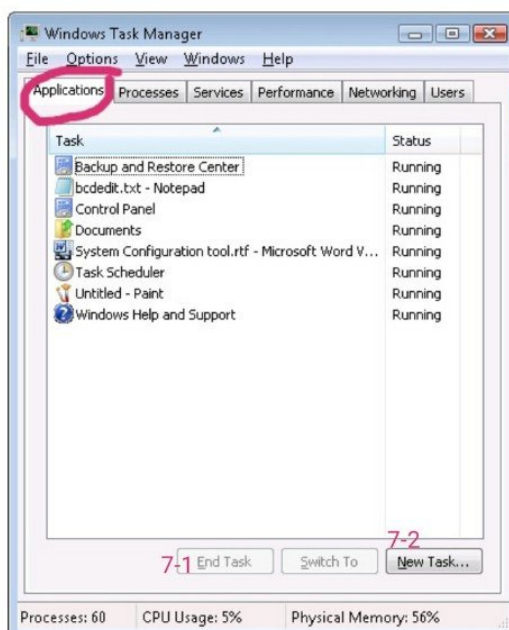 Windows Task Manager
File Options View Windows Help
Applications Processes Services Performance Networking Users
Task Status
Backup and Restore Center Running
bcdedit.txt - Notepad Running
Control Panel Running
Documents Running
System Configuration tool.rtf - Microsoft Word V... Running
Task Scheduler Running
Untitled - Paint Running
Windows Help and Support Running
7-2
7-1 End Task Switch To New Task...
Processes: 60 CPU Usage: 5% Physical Memory: 56%